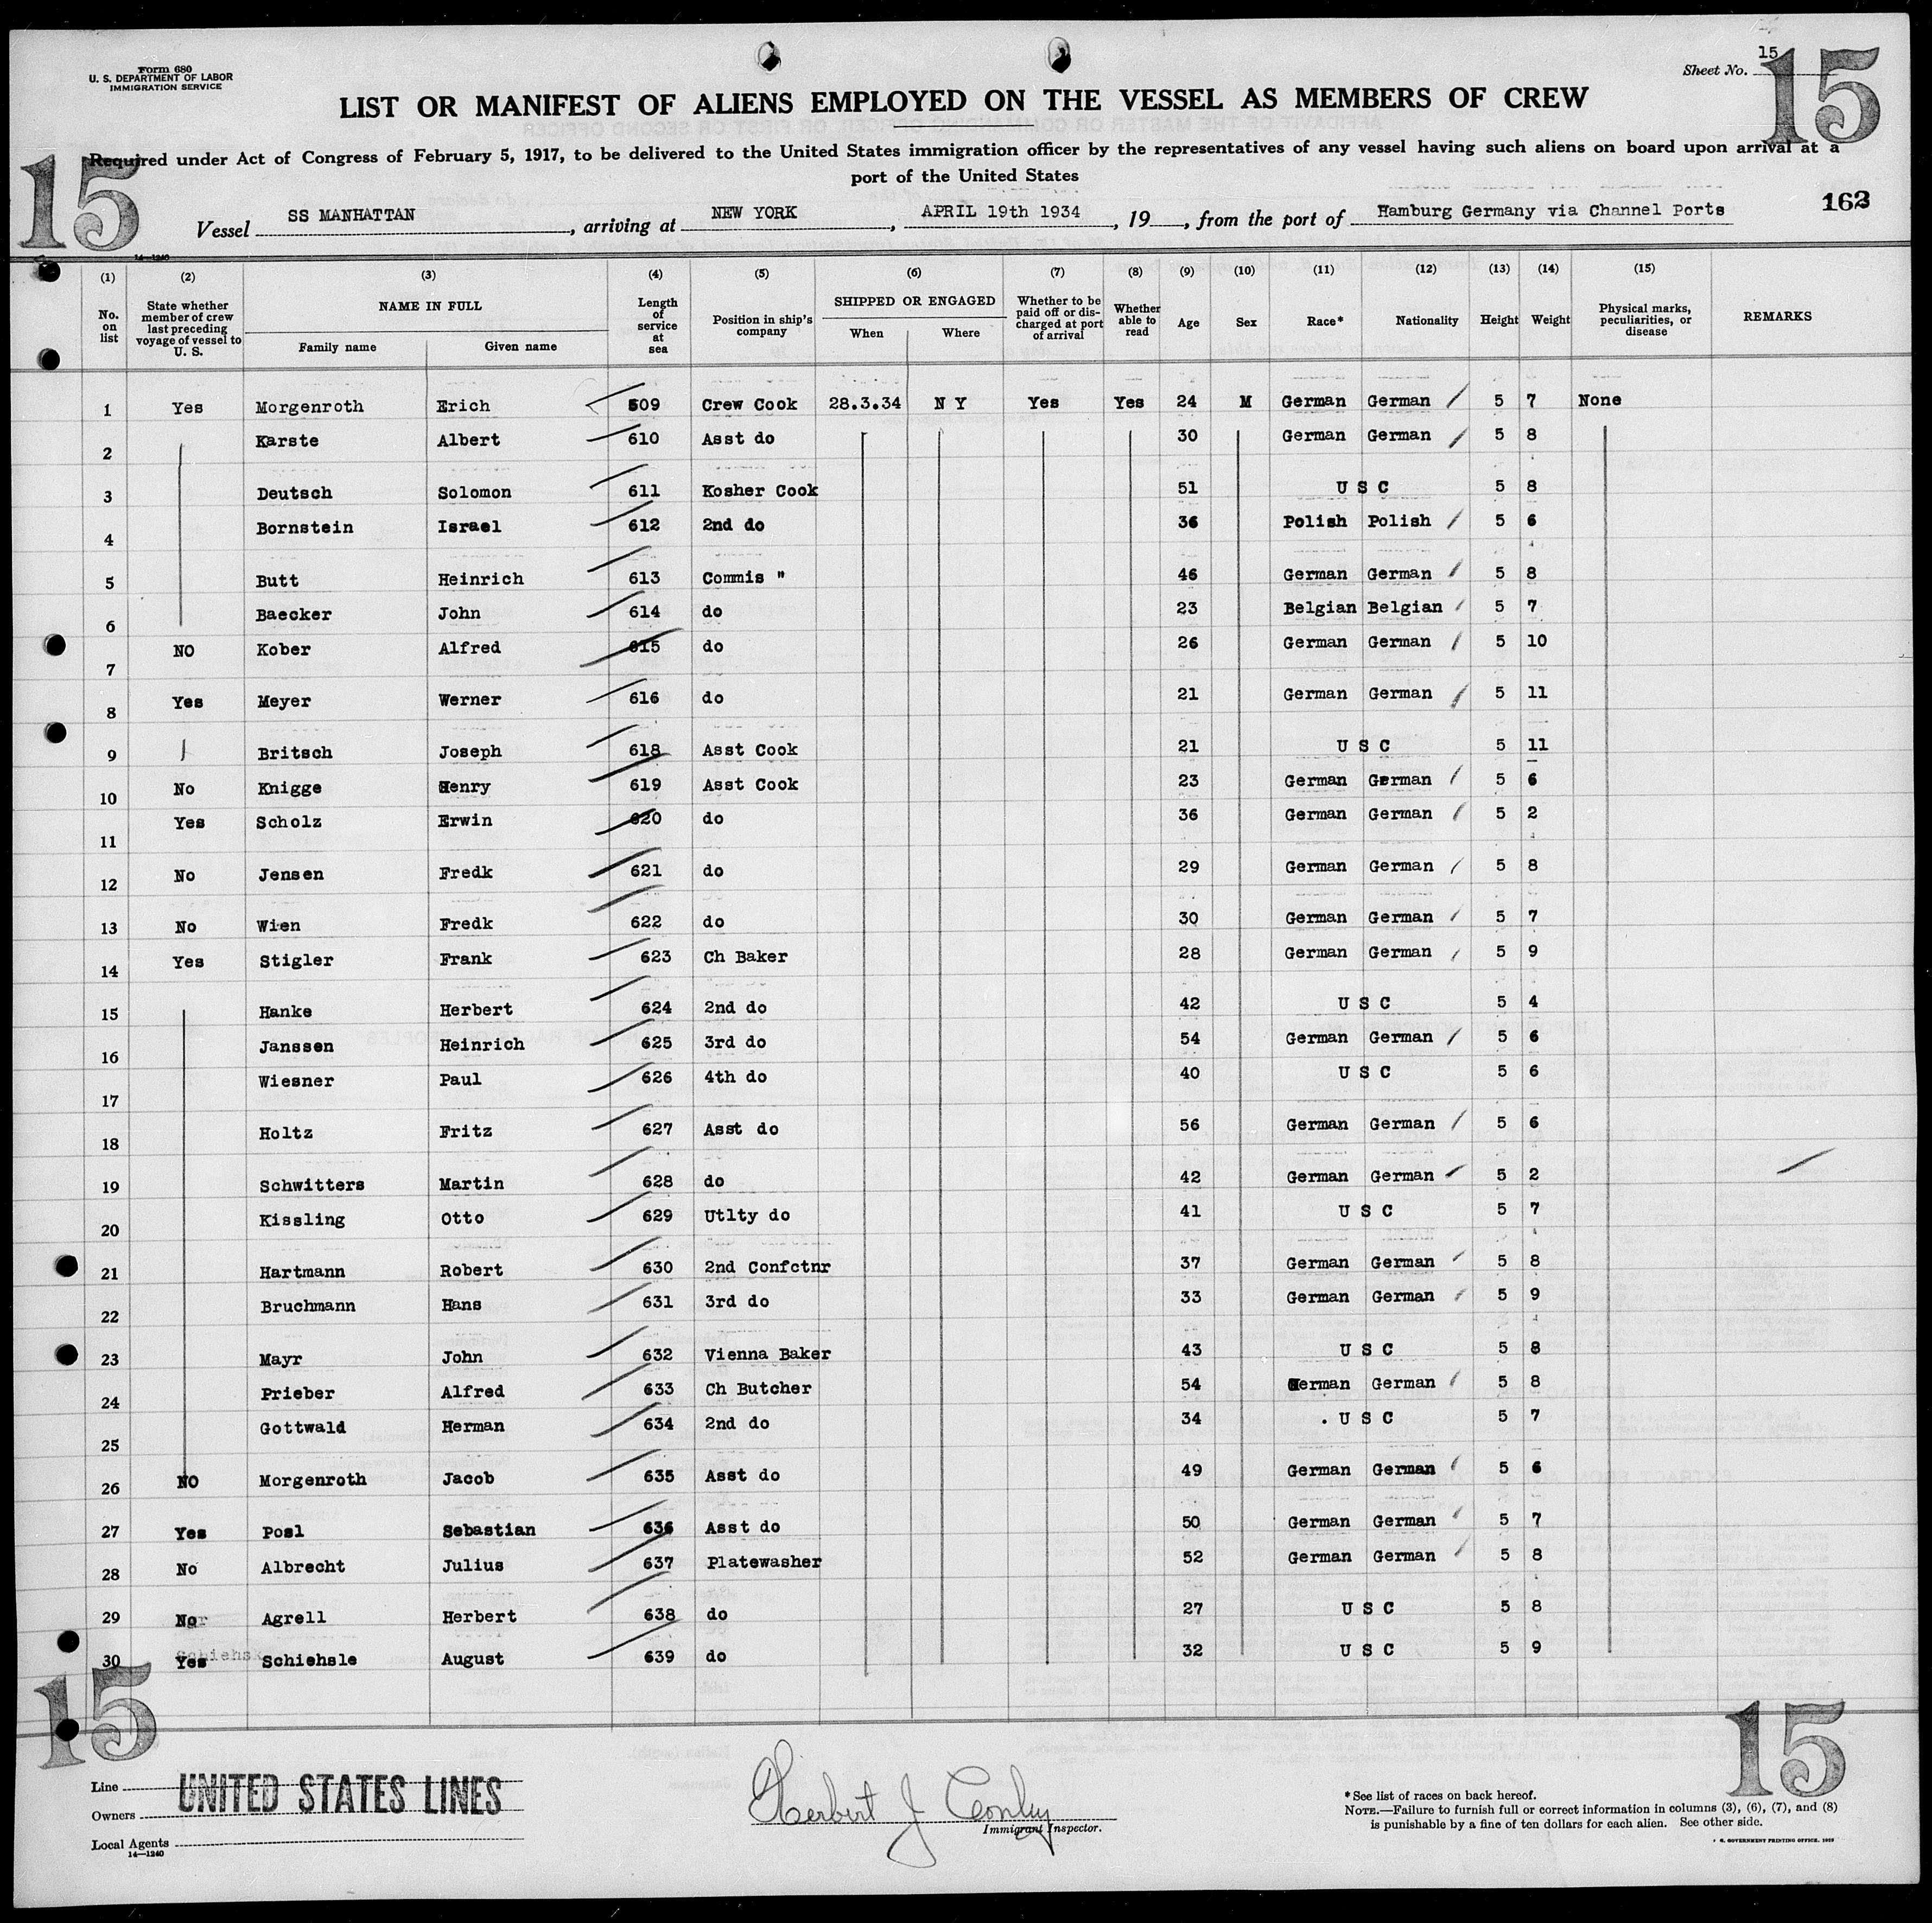 Form 680
U. S. DEPARTMENT OF LABOR
IMMIGRATION SERVICE
Sheet No. 15
15
LIST OR MANIFEST OF ALIENS EMPLOYED ON THE VESSEL AS MEMBERS OF CREW
15
Required under Act of Congress of February 5, 1917, to be delivered to the United States immigration officer by the representatives of any vessel having such aliens on board upon arrival at a
port of the United States
162
Vessel SS MANHATTAN, arriving at NEW YORK, APRIL 19th 1934, 19, from the port of Hamburg Germany via Channel Ports
14—1240
(1) (2) (3) (4) (5) (6) (7) (8) (9) (10) (11) (12) (13) (14) (15)
No. on list State whether member of crew last preceding voyage of vessel to U. S. NAME IN FULL Family name Given name Length of service at sea Position in ship's company SHIPPED OR ENGAGED When Where Whether to be paid off or discharged at port of arrival Whether able to read Age Sex Race* Nationality Height Weight Physical marks, peculiarities, or disease REMARKS
1 Yes Morgenroth Erich 509 Crew Cook 28.3.34 N Y Yes Yes 24 M German German 5 7 None
2 Karste Albert 610 Asst do 30 German German 5 8
3 Deutsch Solomon 611 Kosher Cook 51 U S C 5 8
4 Bornstein Israel 612 2nd do 36 Polish Polish 5 6
5 Butt Heinrich 613 Commis " 46 German German 5 8
6 Baecker John 614 do 23 Belgian Belgian 5 7
7 NO Kober Alfred 615 do 26 German German 5 10
8 Yes Meyer Werner 616 do 21 German German 5 11
9 Britsch Joseph 618 Asst Cook 21 U S C 5 11
10 No Knigge Henry 619 Asst Cook 23 German German 5 6
11 Yes Scholz Erwin 620 do 36 German German 5 2
12 No Jensen Fredk 621 do 29 German German 5 8
13 No Wien Fredk 622 do 30 German German 5 7
14 Yes Stigler Frank 623 Ch Baker 28 German German 5 9
15 Hanke Herbert 624 2nd do 42 U S C 5 4
16 Janssen Heinrich 625 3rd do 54 German German 5 6
17 Wiesner Paul 626 4th do 40 U S C 5 6
18 Holtz Fritz 627 Asst do 56 German German 5 6
19 Schwitters Martin 628 do 42 German German 5 2
20 Kissling Otto 629 Utlty do 41 U S C 5 7
21 Hartmann Robert 630 2nd Confctnr 37 German German 5 8
22 Bruchmann Hans 631 3rd do 33 German German 5 9
23 Mayr John 632 Vienna Baker 43 U S C 5 8
24 Prieber Alfred 633 Ch Butcher 54 German German 5 8
25 Gottwald Herman 634 2nd do 34 . U S C 5 7
26 NO Morgenroth Jacob 635 Asst do 49 German German 5 6
27 Yes Posl Sebastian 636 Asst do 50 German German 5 7
28 No Albrecht Julius 637 Platewasher 52 German German 5 8
29 No Agrell Herbert 638 do 27 U S C 5 8
30 Yes Schiehsle August 639 do 32 U S C 5 9
15
15
Line UNITED STATES LINES
Owners
Local Agents
14—1240
Herbert J Conley
Immigrant Inspector.
*See list of races on back hereof.
NOTE.—Failure to furnish full or correct information in columns (3), (6), (7), and (8)
is punishable by a fine of ten dollars for each alien. See other side.
GOVERNMENT PRINTING OFFICE